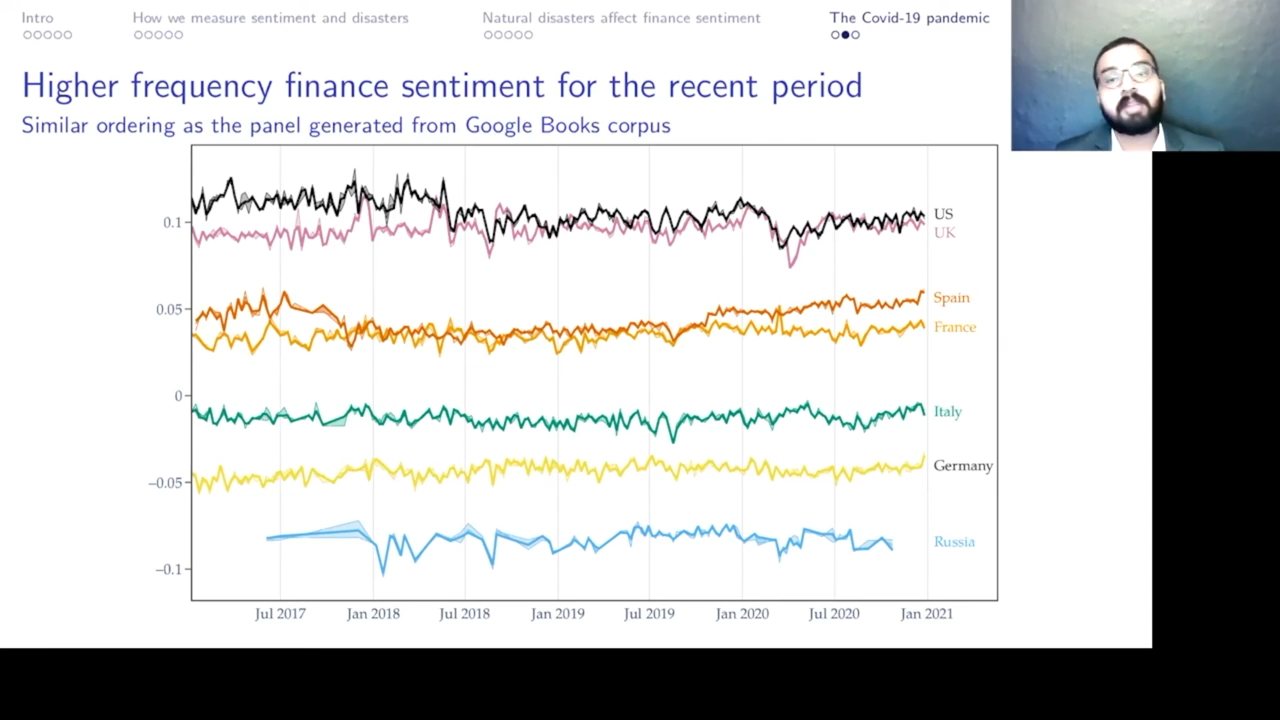 Intro
How we measure sentiment and disasters
Natural disasters affect finance sentiment
The Covid-19 pandemic
Higher frequency finance sentiment for the recent period
Similar ordering as the panel generated from Google Books corpus
0.1
0.05
0
−0.05
−0.1
US
UK
Spain
France
Italy
Germany
Russia
Jul 2017 Jan 2018 Jul 2018 Jan 2019 Jul 2019 Jan 2020 Jul 2020 Jan 2021